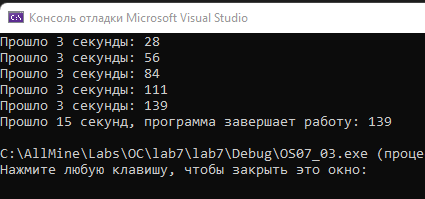 Консоль отладки Microsoft Visual Studio
Прошло 3 секунды: 28
Прошло 3 секунды: 56
Прошло 3 секунды: 84
Прошло 3 секунды: 111
Прошло 3 секунды: 139
Прошло 15 секунд, программа завершает работу: 139
C:\AllMine\Labs\OC\lab7\lab7\Debug\OS07_03.exe (проце
Нажмите любую клавишу, чтобы закрыть это окно: